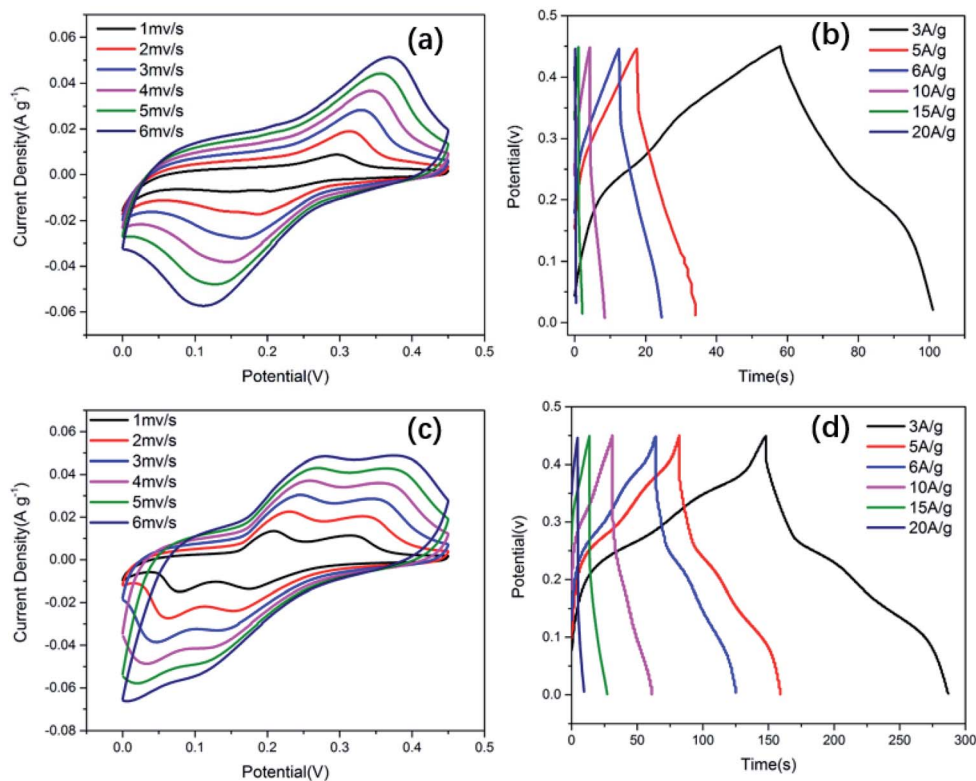 (a)
1mv/s
2mv/s
3mv/s
4mv/s
5mv/s
6mv/s
Current Density(A g⁻¹)
0.06
0.04
0.02
0.00
-0.02
-0.04
-0.06
0.0 0.1 0.2 0.3 0.4 0.5
Potential(V)
(b)
3A/g
5A/g
6A/g
10A/g
15A/g
20A/g
Potential(v)
0.5
0.4
0.3
0.2
0.1
0.0
0 20 40 60 80 100
Time(s)
(c)
1mv/s
2mv/s
3mv/s
4mv/s
5mv/s
6mv/s
Current Density(A g⁻¹)
0.06
0.04
0.02
0.00
-0.02
-0.04
-0.06
-0.08
0.0 0.1 0.2 0.3 0.4 0.5
Potential(V)
(d)
3A/g
5A/g
6A/g
10A/g
15A/g
20A/g
Potential(v)
0.5
0.4
0.3
0.2
0.1
0.0
0 50 100 150 200 250 300
Time(s)